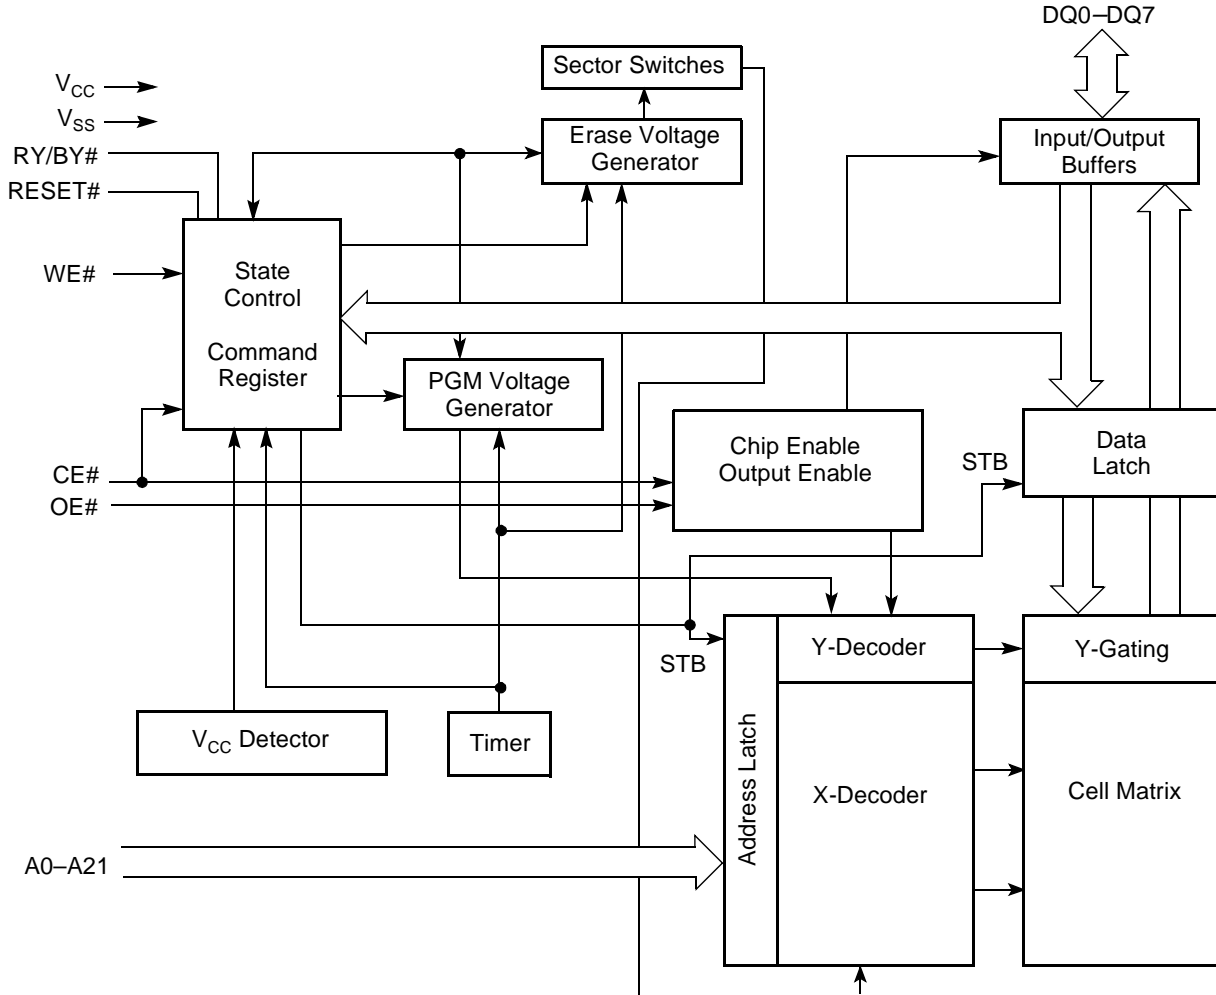 DQ0–DQ7
Sector Switches
VCC
VSS
Erase Voltage
Generator
Input/Output
Buffers
RY/BY#
RESET#
WE#
State
Control
Command
Register
PGM Voltage
Generator
Chip Enable
Output Enable
Data
Latch
STB
CE#
OE#
STB
Y-Decoder
Y-Gating
VCC Detector
Timer
Address Latch
X-Decoder
Cell Matrix
A0–A21